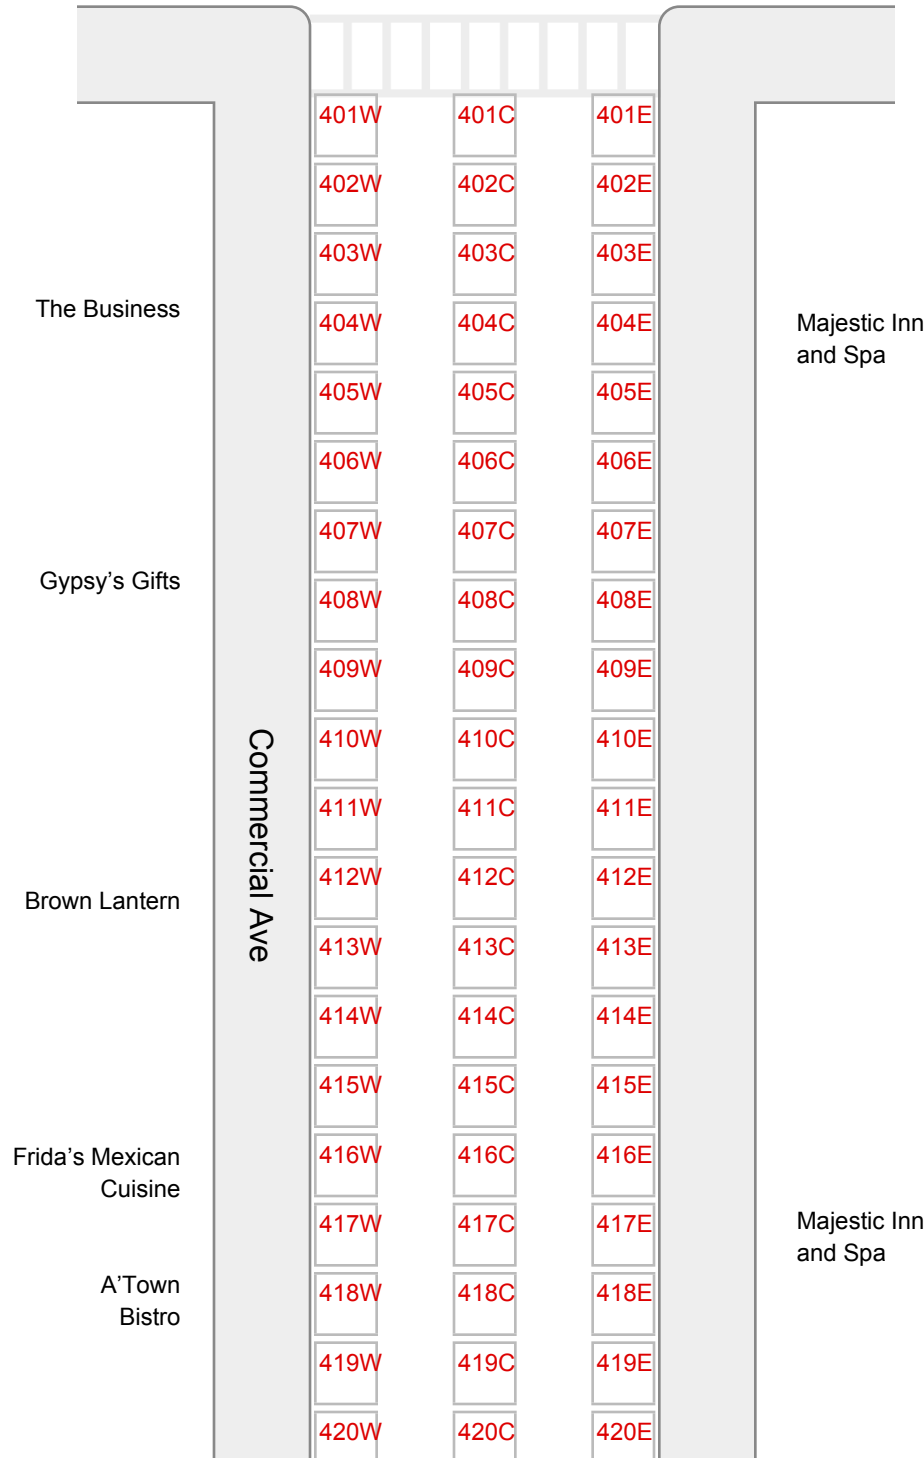 401W 401C 401E
402W 402C 402E
403W 403C 403E
The Business
404W 404C 404E
Majestic Inn
and Spa
405W 405C 405E
406W 406C 406E
407W 407C 407E
Gypsy’s Gifts
408W 408C 408E
409W 409C 409E
410W 410C 410E
Commercial Ave
411W 411C 411E
412W 412C 412E
Brown Lantern
413W 413C 413E
414W 414C 414E
415W 415C 415E
Frida’s Mexican
Cuisine
416W 416C 416E
417W 417C 417E
Majestic Inn
and Spa
A’Town
Bistro
418W 418C 418E
419W 419C 419E
420W 420C 420E